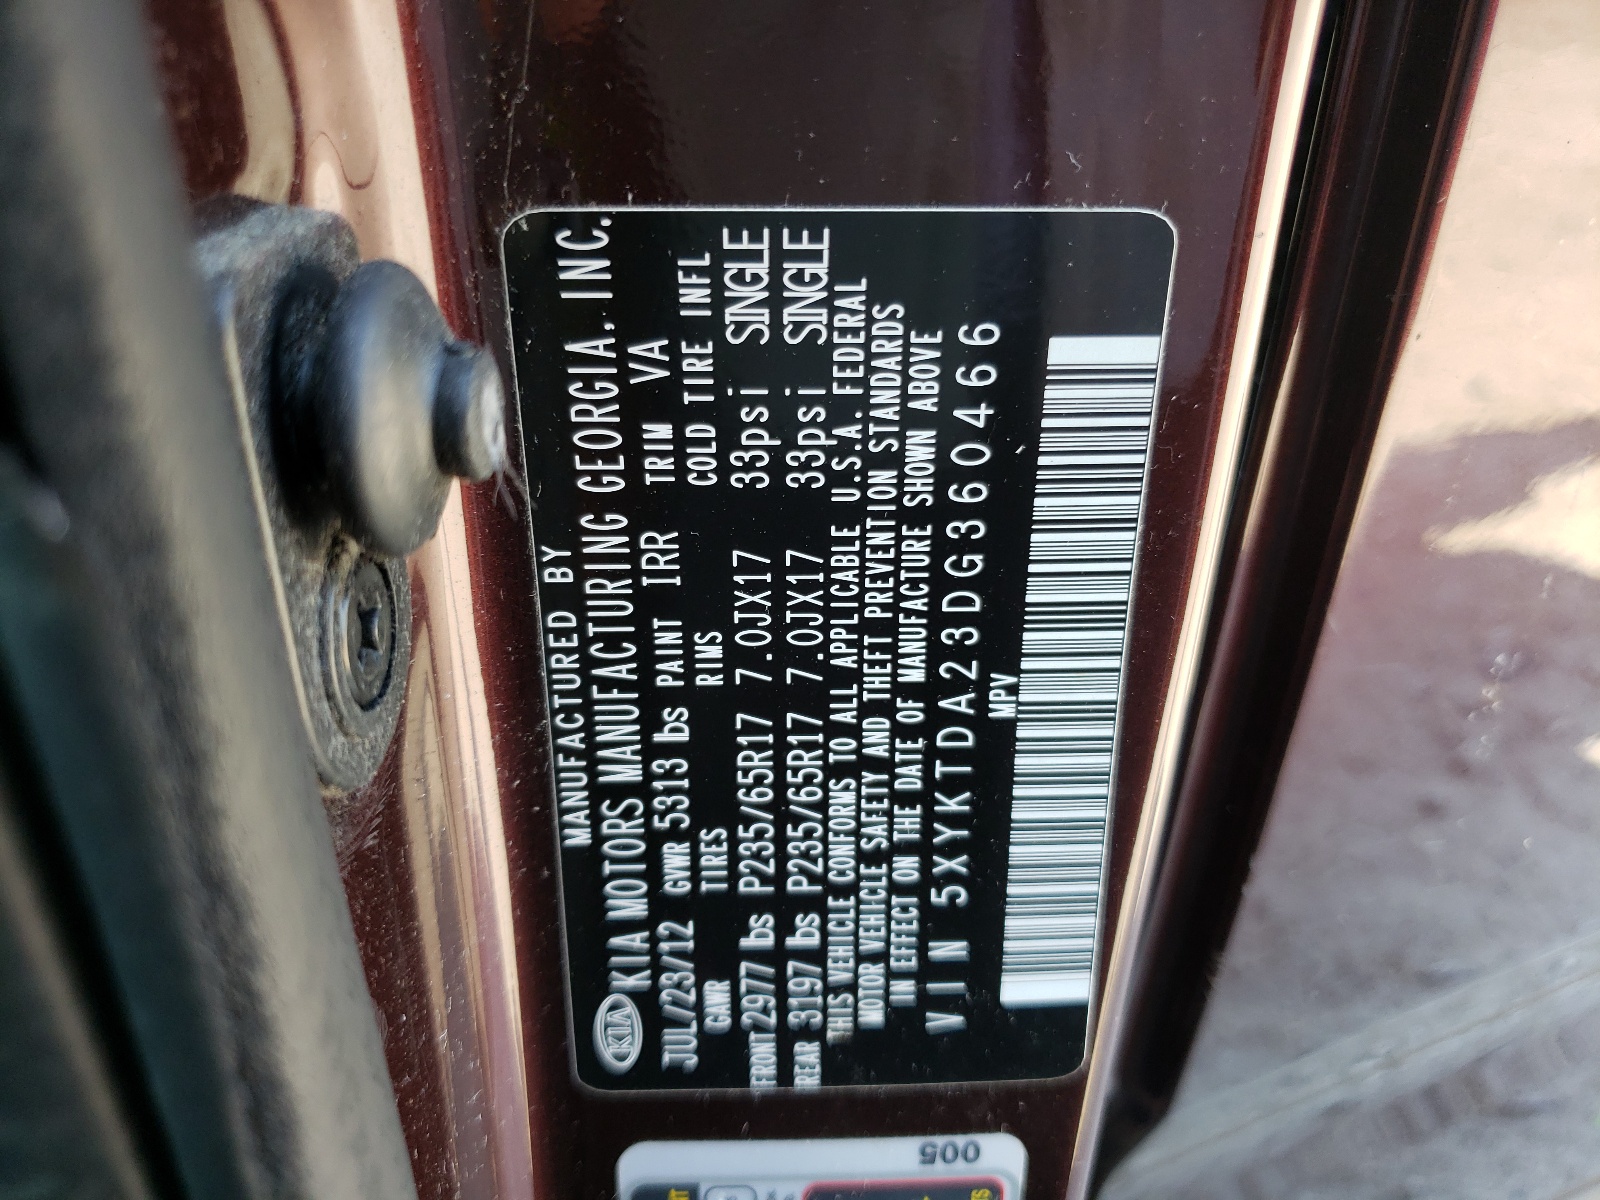 MANUFACTURED BY
KIA KIA MOTORS MANUFACTURING GEORGIA. INC.
JUL/23/12 GVWR 5313 lbs PAINT IRR TRIM VA
GAWR TIRES RIMS COLD TIRE INFL
FRONT 2977 lbs P235/65R17 7.0JX17 33psi SINGLE
REAR 3197 lbs P235/65R17 7.0JX17 33psi SINGLE
THIS VEHICLE CONFORMS TO ALL APPLICABLE U.S.A. FEDERAL
MOTOR VEHICLE SAFETY AND THEFT PREVENTION STANDARDS
IN EFFECT ON THE DATE OF MANUFACTURE SHOWN ABOVE
VIN 5XYKTDA23DG360466
MPV
005